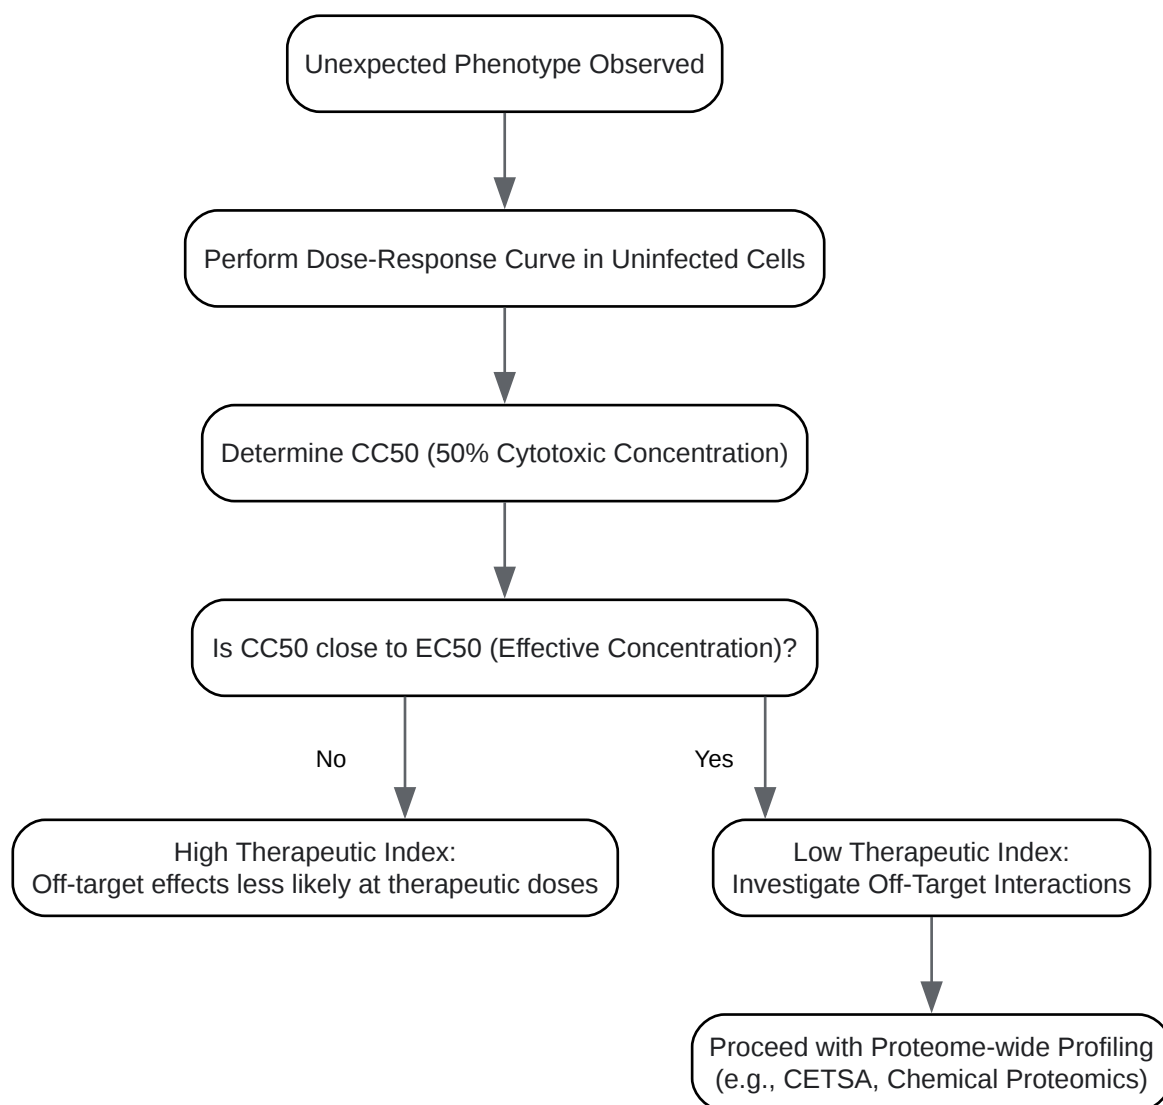 Unexpected Phenotype Observed
Perform Dose-Response Curve in Uninfected Cells
Determine CC50 (50% Cytotoxic Concentration)
Is CC50 close to EC50 (Effective Concentration)?
No
Yes
High Therapeutic Index:
Off-target effects less likely at therapeutic doses
Low Therapeutic Index:
Investigate Off-Target Interactions
Proceed with Proteome-wide Profiling
(e.g., CETSA, Chemical Proteomics)